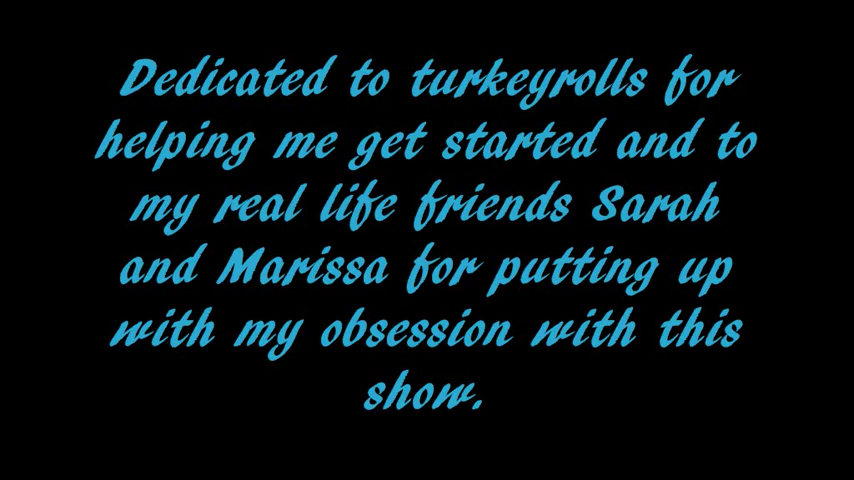 Dedicated to turkeyrolls for
helping me get started and to
my real life friends Sarah
and Marissa for putting up
with my obsession with this
show.